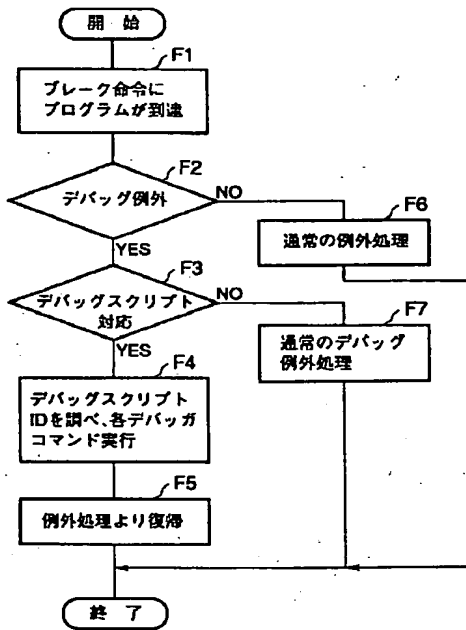 開始
F1
ブレーク命令に
プログラムが到達
F2
デバッグ例外
NO
YES
F6
通常の例外処理
F3
デバッグスクリプト
対応
NO
YES
F7
通常のデバッグ
例外処理
F4
デバッグスクリプト
IDを調べ、各デバッガ
コマンド実行
F5
例外処理より復帰
終了